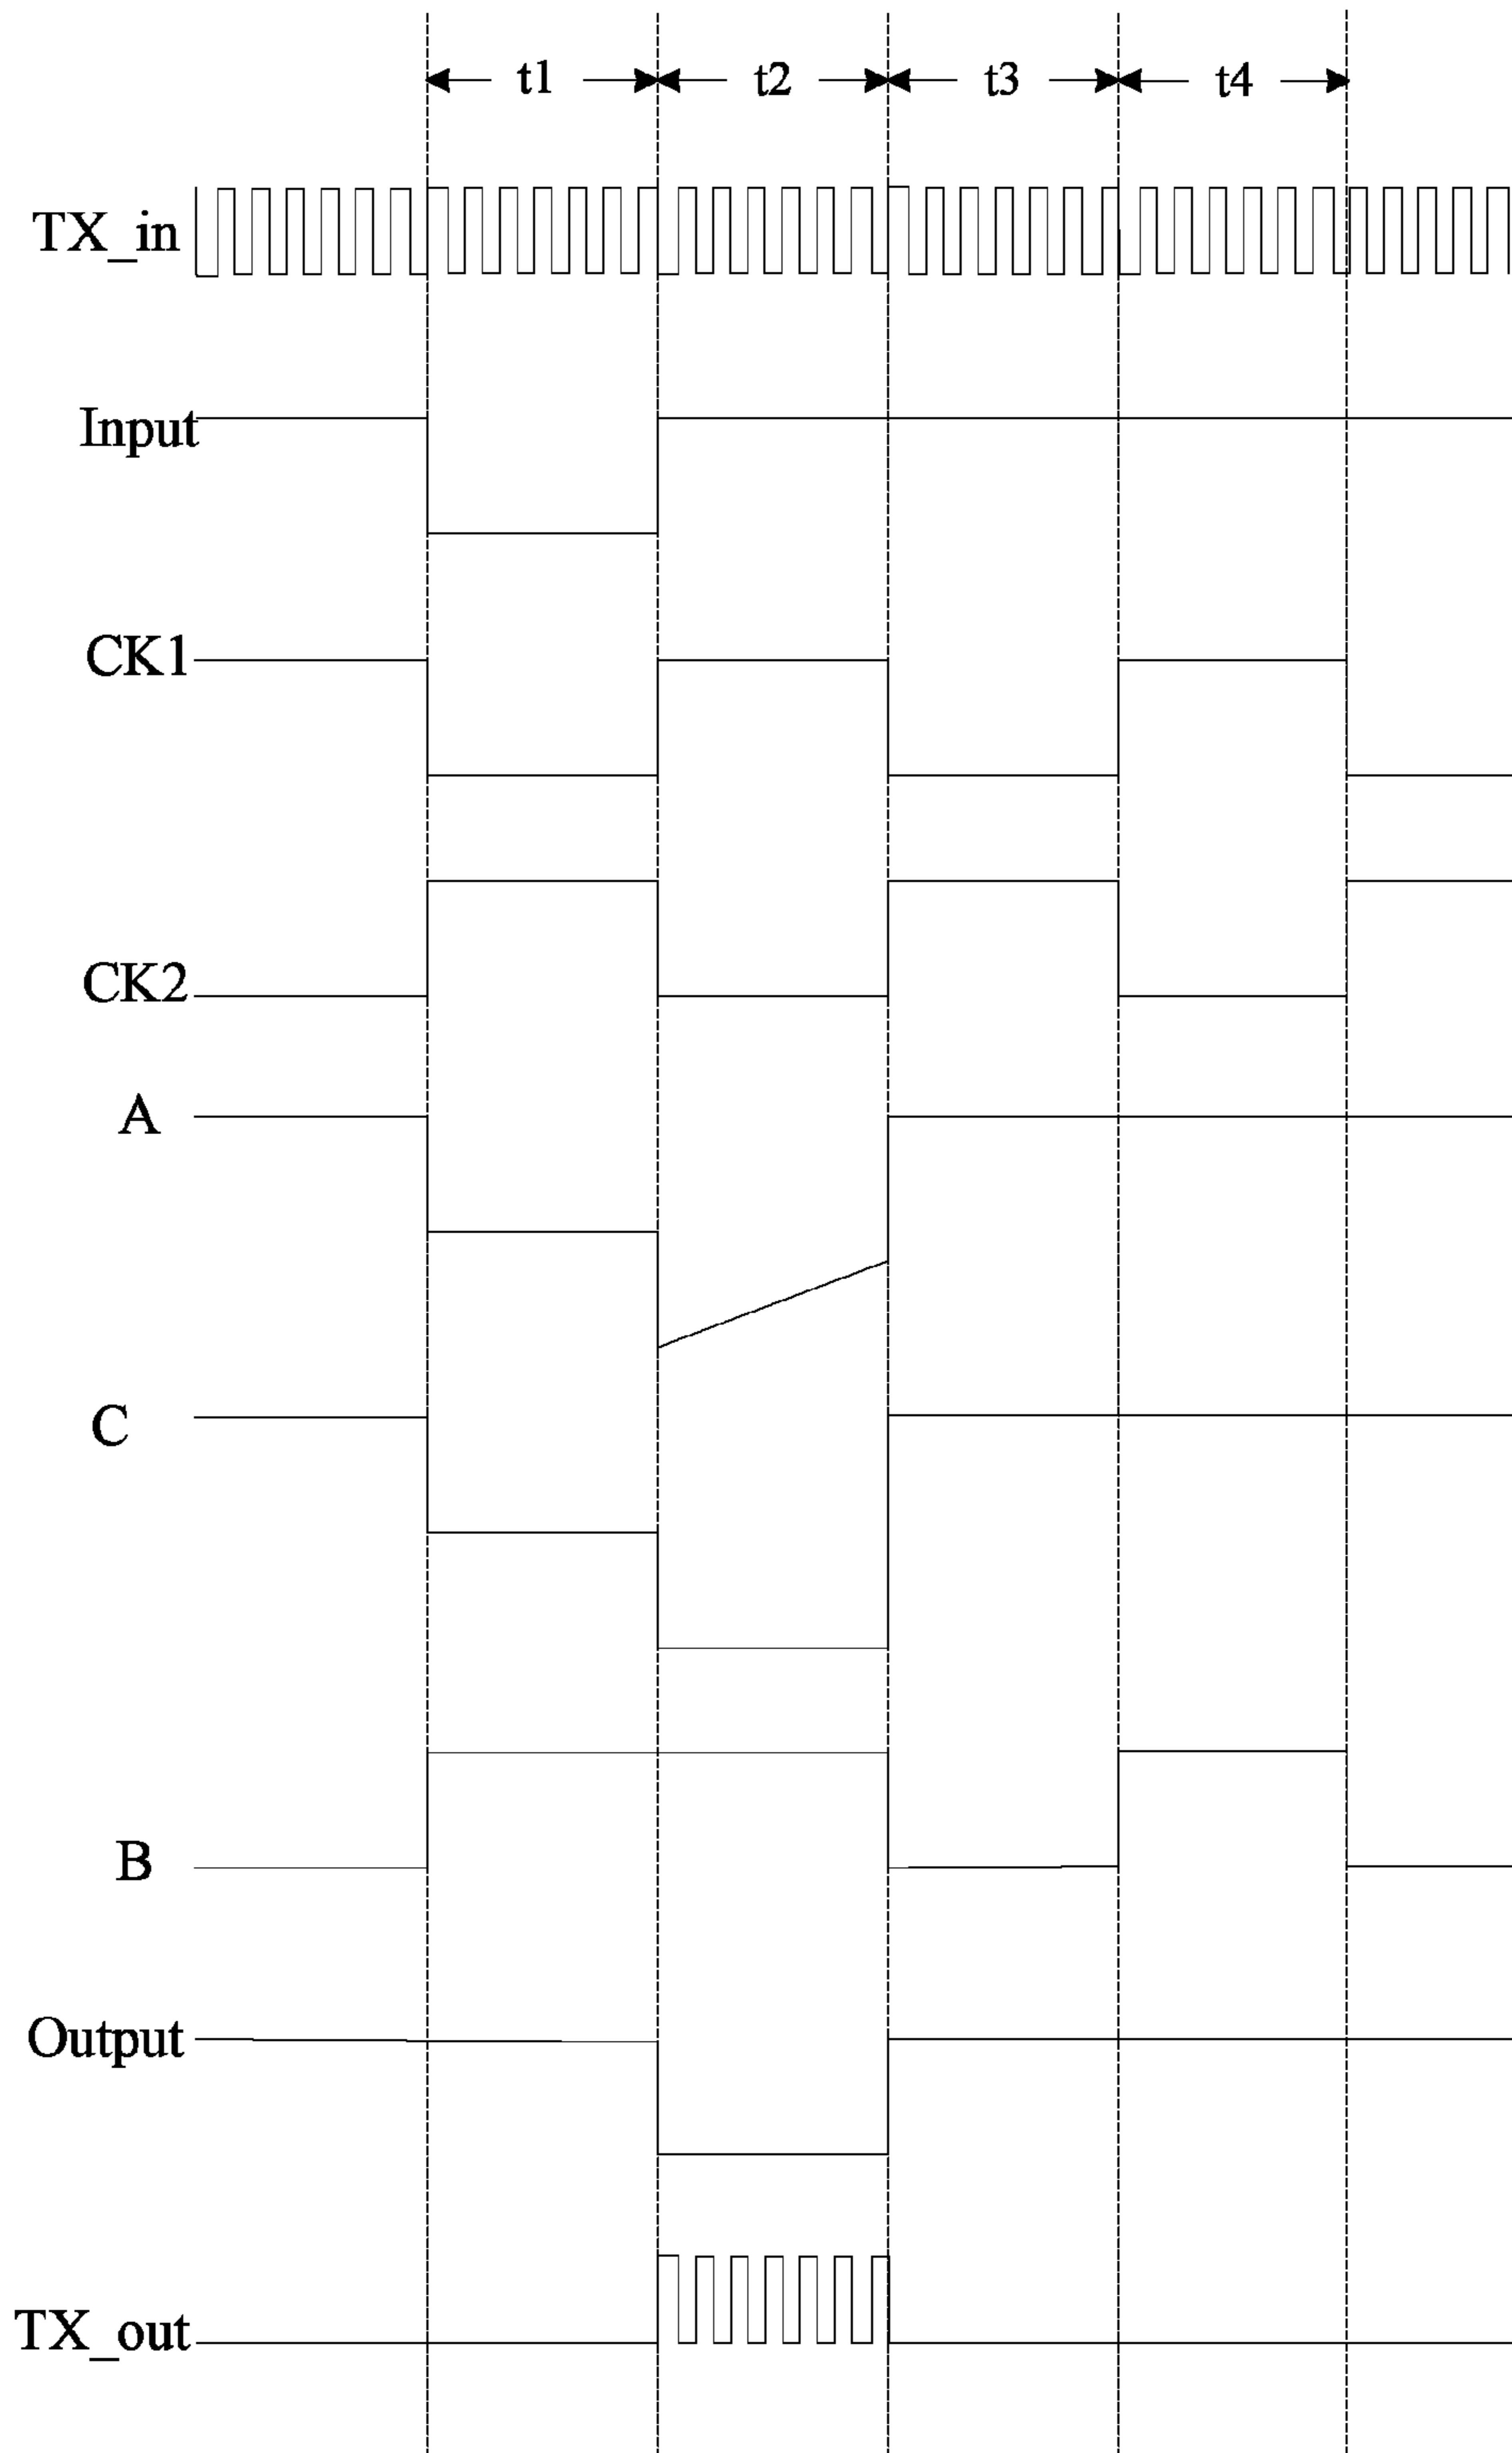 t1 t2 t3 t4
TX_in
Input
CK1
CK2
A
C
B
Output
TX_out